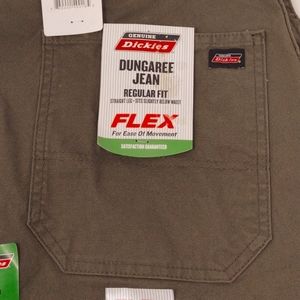 GENUINE
Dickies
DUNGAREE
JEAN
REGULAR FIT
STRAIGHT LEG - SITS SLIGHTLY BELOW WAIST
FLEX
For Ease Of Movement
SATISFACTION GUARANTEED
Dickies